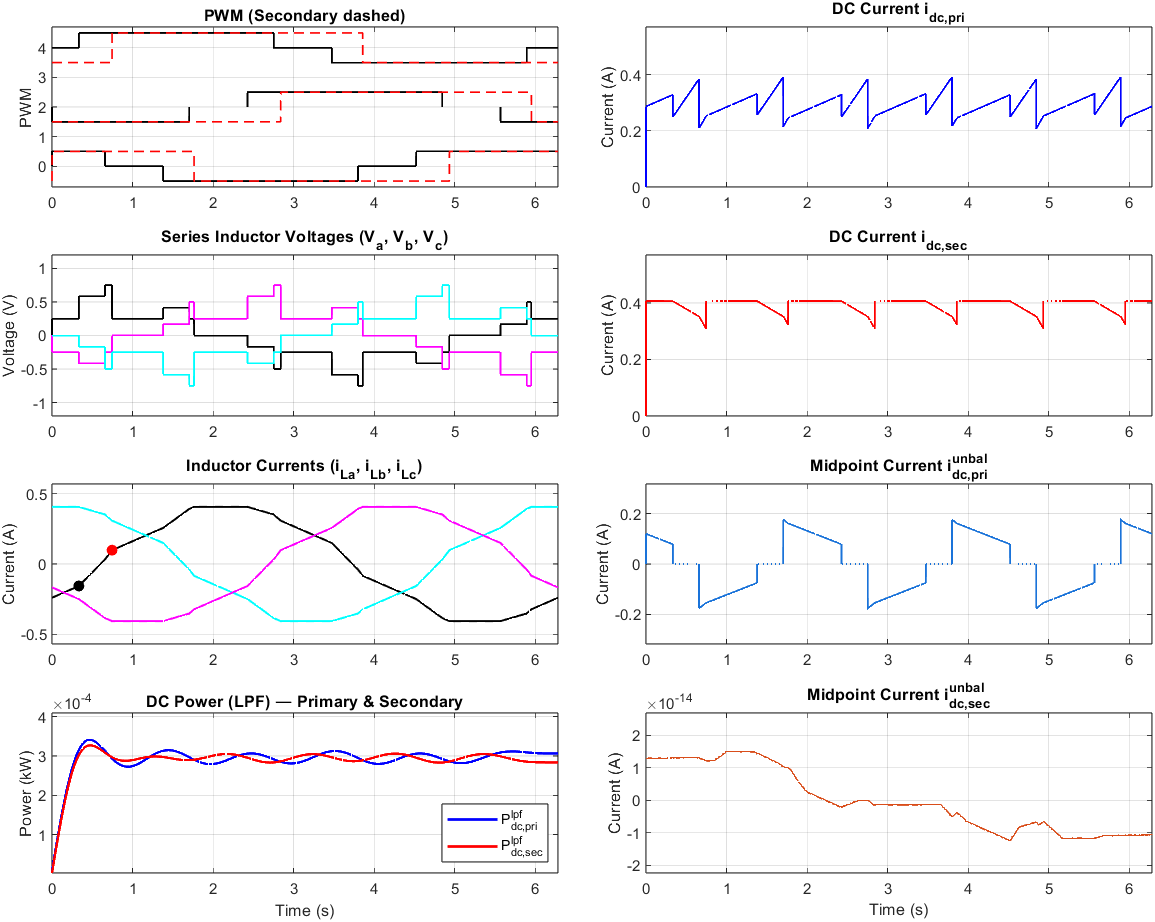 PWM (Secondary dashed)
PWM
4
3
2
1
0
0 1 2 3 4 5 6
DC Current i_dc,pri
Current (A)
0.4
0.2
0
0 1 2 3 4 5 6
Series Inductor Voltages (V_a, V_b, V_c)
Voltage (V)
1
0.5
0
-0.5
-1
0 1 2 3 4 5 6
DC Current i_dc,sec
Current (A)
0.4
0.2
0
0 1 2 3 4 5 6
Inductor Currents (i_La, i_Lb, i_Lc)
Current (A)
0.5
0
-0.5
0 1 2 3 4 5 6
Midpoint Current i_dc,pri^unbal
Current (A)
0.2
0
-0.2
0 1 2 3 4 5 6
DC Power (LPF) — Primary & Secondary
×10^-4
Power (kW)
4
3
2
1
P_dc,pri^lpf
P_dc,sec^lpf
0 1 2 3 4 5 6
Time (s)
Midpoint Current i_dc,sec^unbal
×10^-14
Current (A)
2
1
0
-1
-2
0 1 2 3 4 5 6
Time (s)